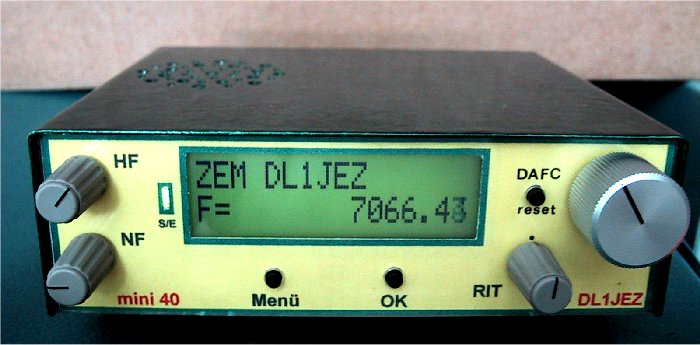 HF
ZEM DL1JEZ
F= 7066.43
S/E
DAFC
reset
NF
mini 40
Menü
OK
RIT
DL1JEZ